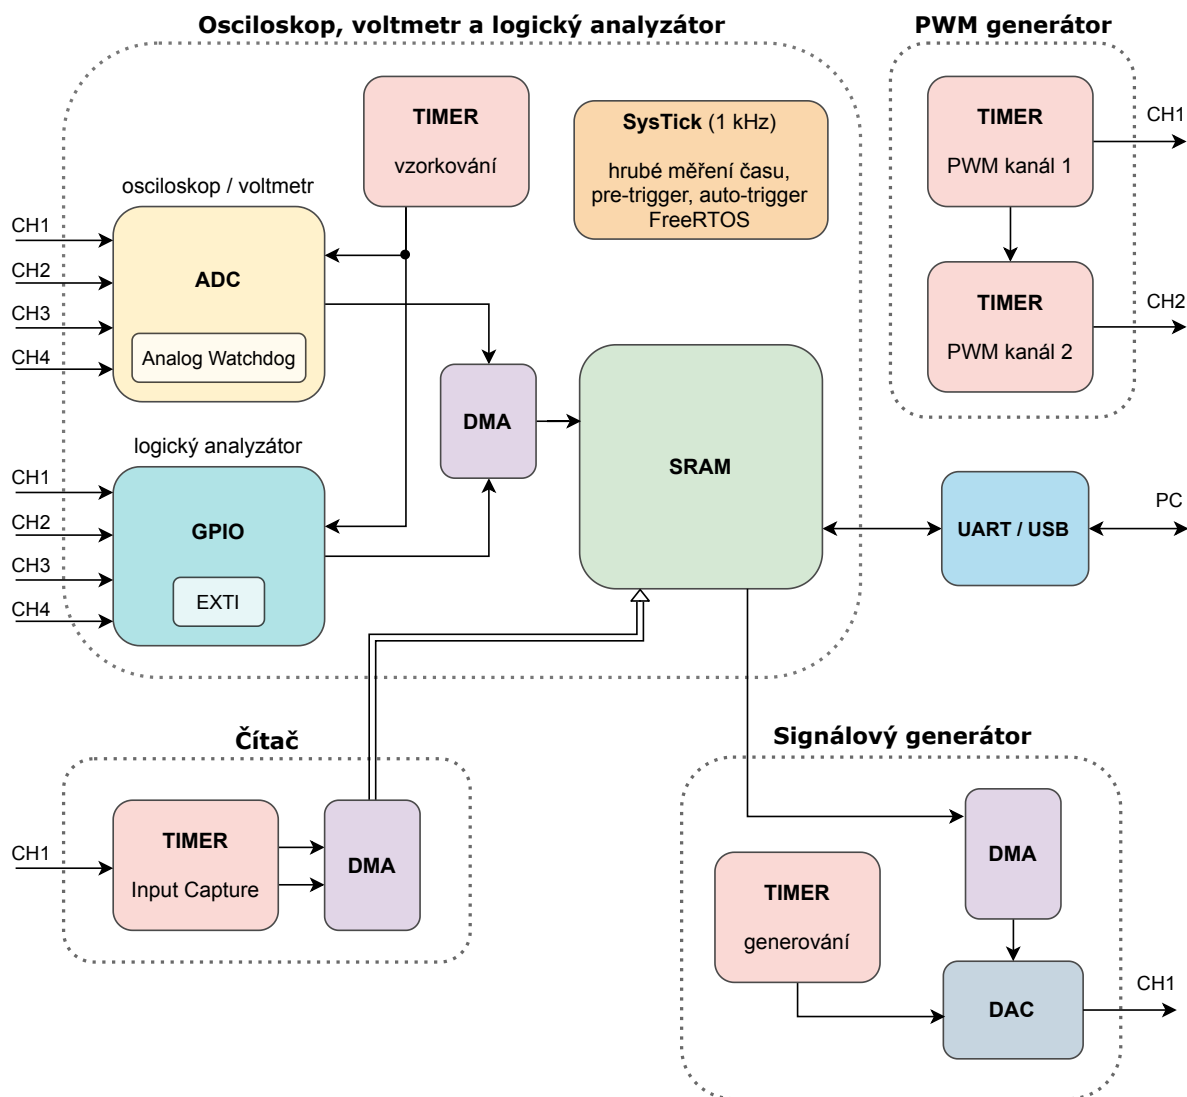 Osciloskop, voltmetr a logický analyzátor
PWM generátor
TIMER
vzorkování
SysTick (1 kHz)
hrubé měření času,
pre-trigger, auto-trigger
FreeRTOS
osciloskop / voltmetr
CH1
CH2
CH3
CH4
ADC
Analog Watchdog
TIMER
PWM kanál 1
CH1
TIMER
PWM kanál 2
CH2
DMA
SRAM
logický analyzátor
CH1
CH2
CH3
CH4
GPIO
EXTI
UART / USB
PC
Čítač
CH1
TIMER
Input Capture
DMA
Signálový generátor
DMA
TIMER
generování
DAC
CH1